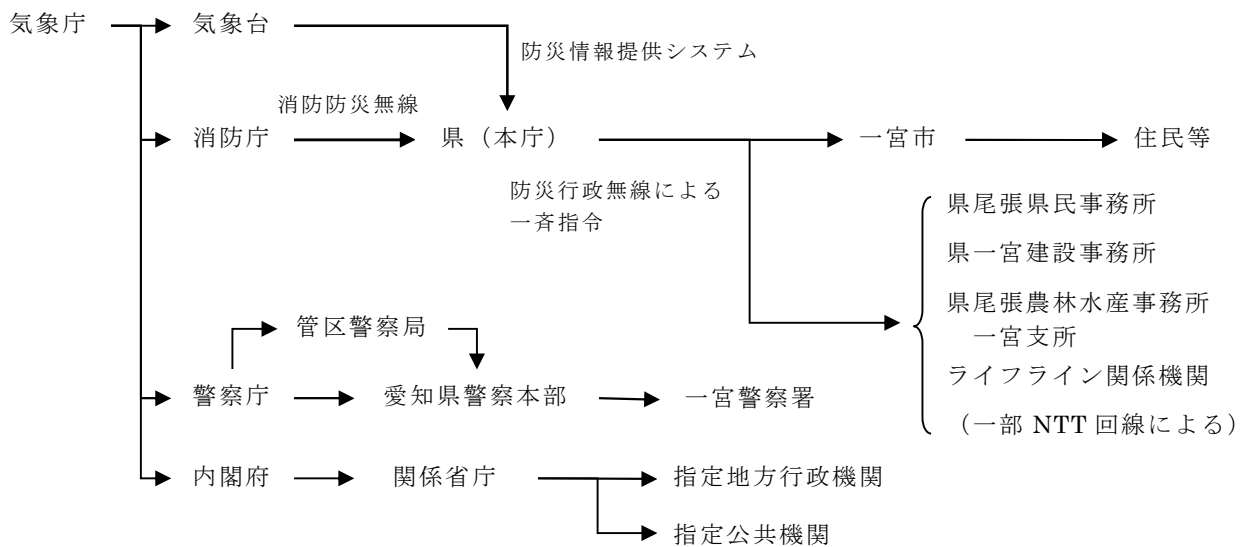 気象庁
気象台
防災情報提供システム
消防防災無線
消防庁
県（本庁）
一宮市
住民等
防災行政無線による
一斉指令
県尾張県民事務所
県一宮建設事務所
県尾張農林水産事務所
一宮支所
ライフライン関係機関
（一部 NTT 回線による）
管区警察局
警察庁
愛知県警察本部
一宮警察署
内閣府
関係省庁
指定地方行政機関
指定公共機関